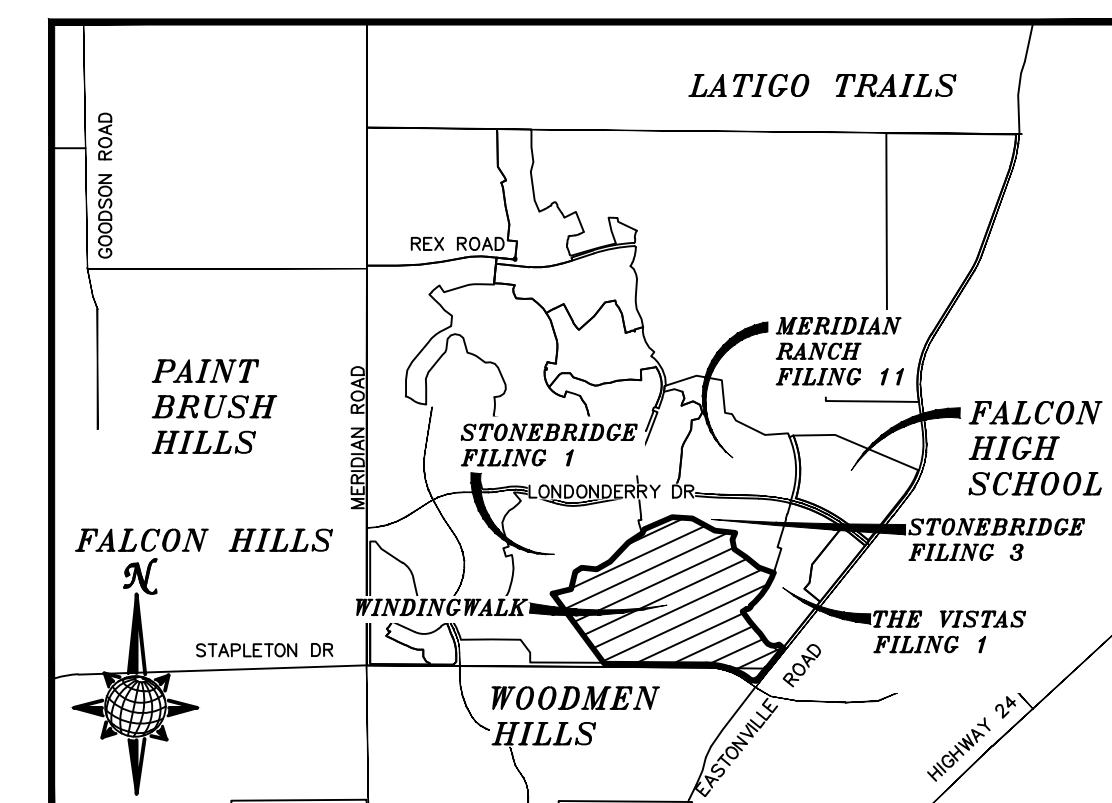 LATIGO TRAILS
GOODSON ROAD
REX ROAD
MERIDIAN
RANCH
FILING 11
PAINT
BRUSH
HILLS
MERIDIAN ROAD
FALCON
HIGH
SCHOOL
STONEBRIDGE
FILING 1
LONDONDERRY DR
FALCON HILLS
STONEBRIDGE
FILING 3
N
WINDINGWALK
THE VISTAS
FILING 1
STAPLETON DR
WOODMEN
HILLS
EASTONVILLE ROAD
HIGHWAY 24